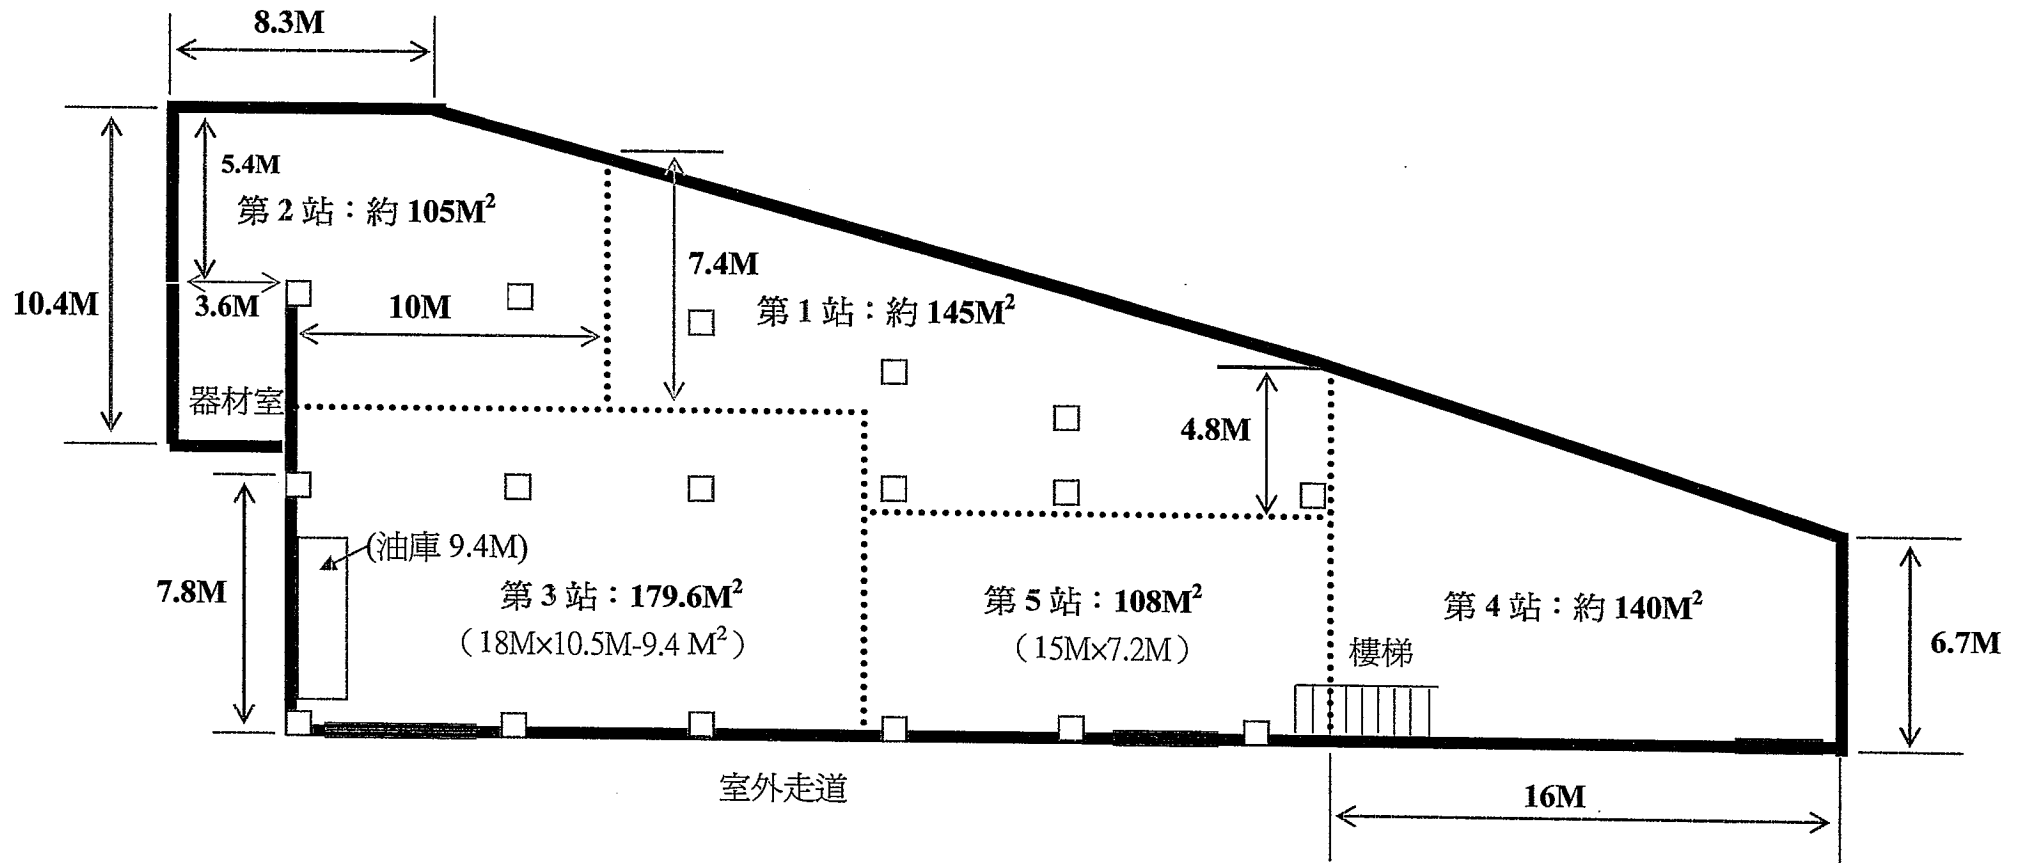 8.3M
5.4M
第 2 站：約 105M²
7.4M
10.4M
3.6M
10M
第 1 站：約 145M²
器材室
4.8M
(油庫 9.4M)
7.8M
第 3 站：179.6M²
（18M×10.5M-9.4 M²）
第 5 站：108M²
（15M×7.2M）
第 4 站：約 140M²
樓梯
6.7M
室外走道
16M